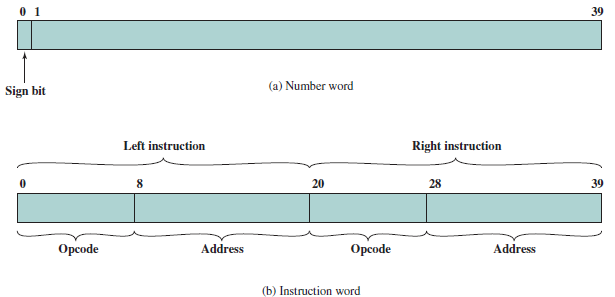 0 1 39
Sign bit
(a) Number word
Left instruction Right instruction
0 8 20 28 39
Opcode Address Opcode Address
(b) Instruction word